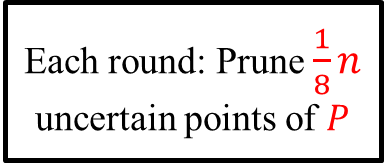 Each round: Prune 1/8 n
uncertain points of P